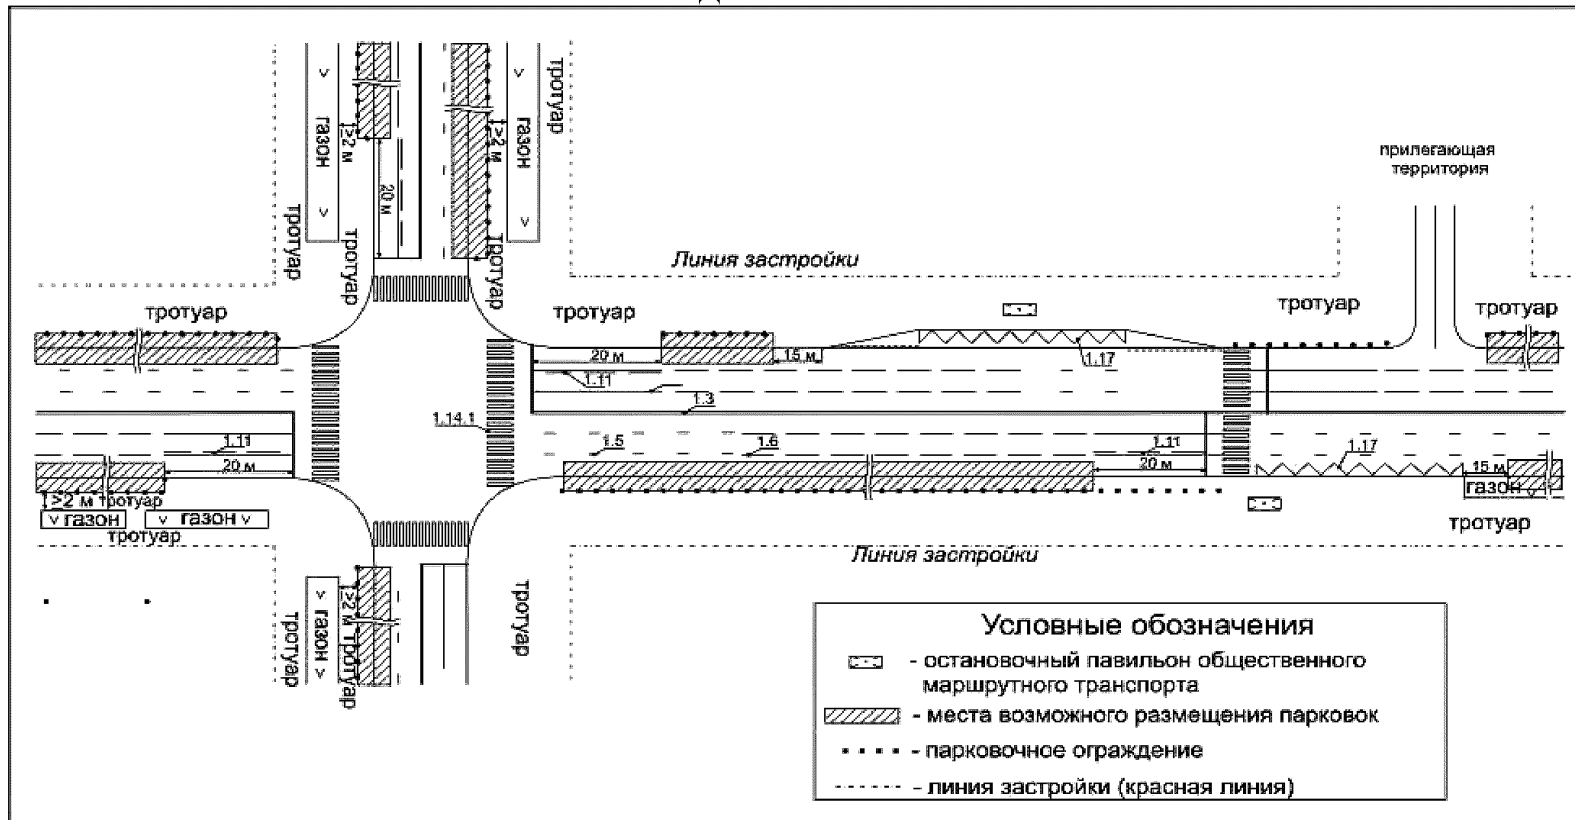 тротуар
газон
>2 м
20 м
тротуар
тротуар
>2 м
газон
тротуар
тротуар
прилегающая
территория
Линия застройки
тротуар
тротуар
тротуар
тротуар
20 м
15 м
1.17
1.11
1.3
1.14.1
1.11
20 м
1.5
1.6
1.11
20 м
1.17
15 м
>2 м тротуар
газон
газон
тротуар
газон
тротуар
Линия застройки
тротуар
газон
>2 м
тротуар
тротуар
Условные обозначения
- остановочный павильон общественного
маршрутного транспорта
- места возможного размещения парковок
- парковочное ограждение
- линия застройки (красная линия)